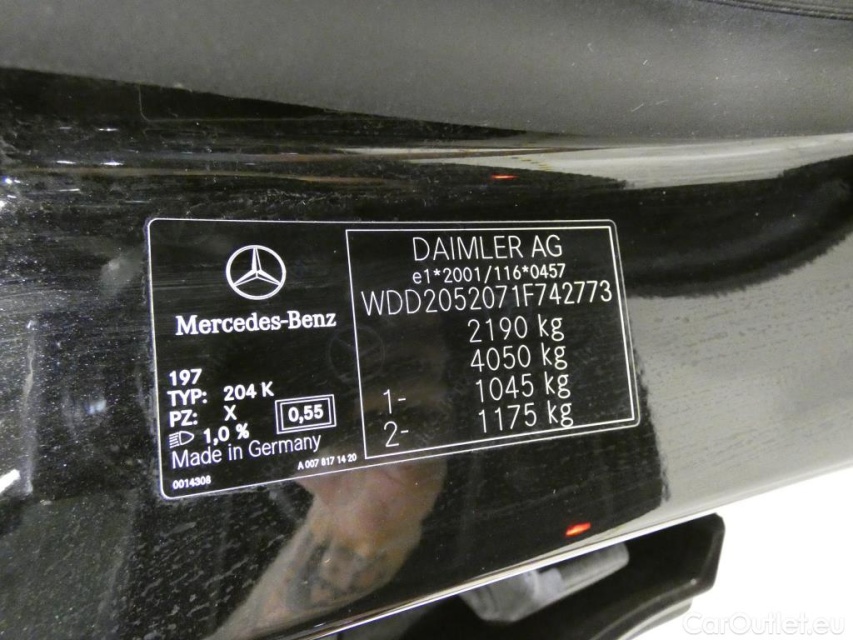 Mercedes-Benz
197
TYP: 204 K
PZ: X
0,55
1,0 %
Made in Germany
0014308
A 007 817 14 20
DAIMLER AG
e1*2001/116*0457
WDD2052071F742773
2190 kg
4050 kg
1- 1045 kg
2- 1175 kg
CarOutlet.eu